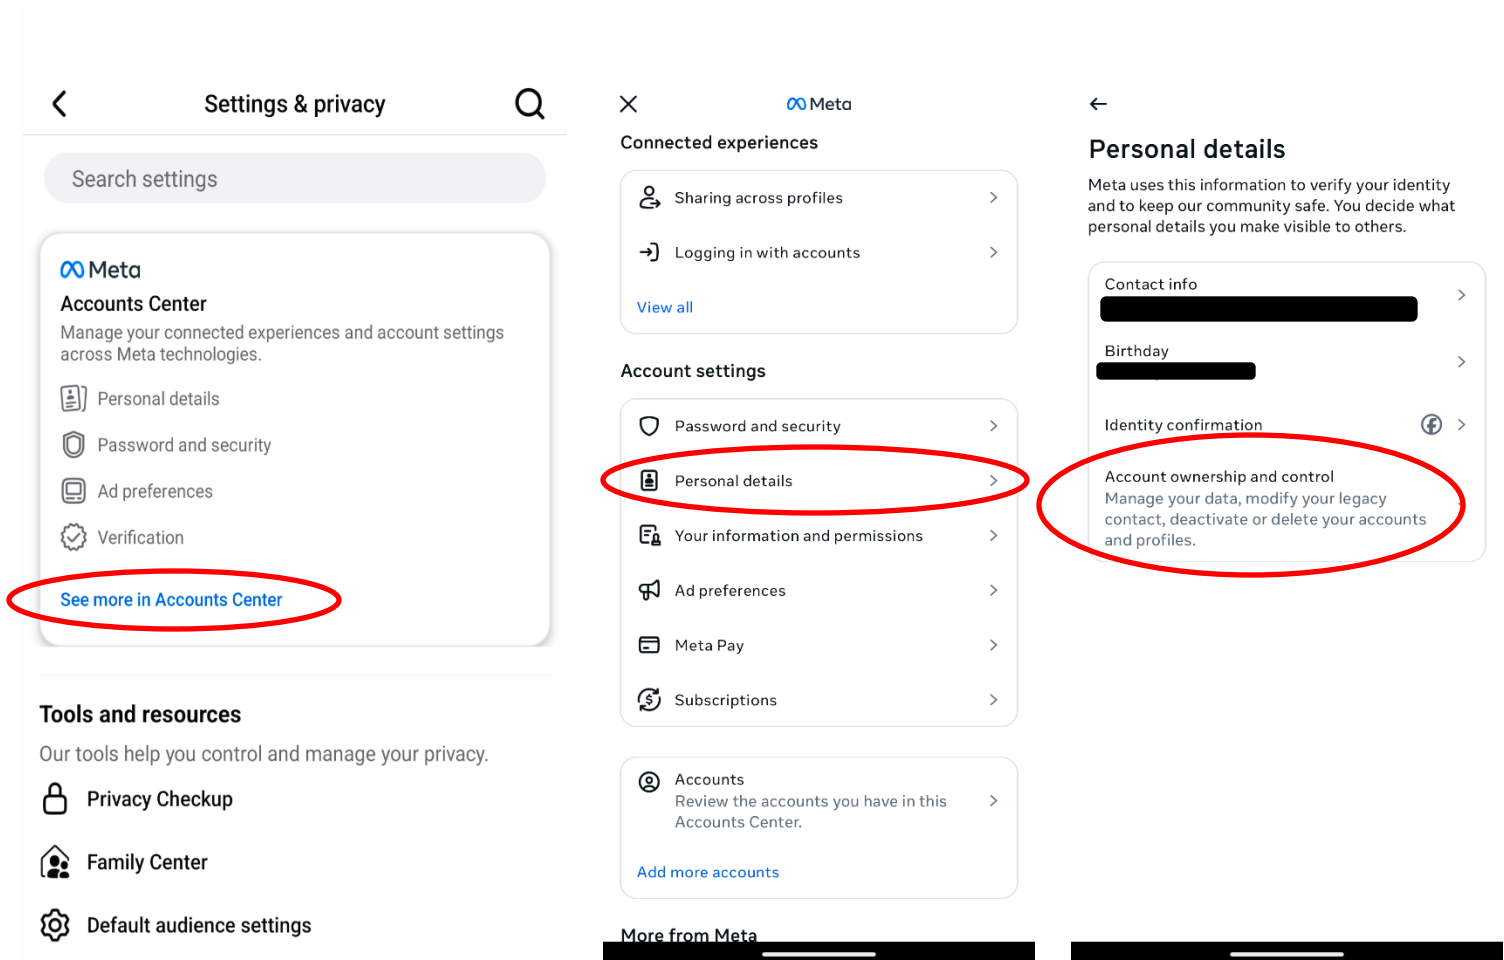 Settings & privacy
Search settings
Meta
Accounts Center
Manage your connected experiences and account settings
across Meta technologies.
Personal details
Password and security
Ad preferences
Verification
See more in Accounts Center
Tools and resources
Our tools help you control and manage your privacy.
Privacy Checkup
Family Center
Default audience settings
Meta
Connected experiences
Sharing across profiles
Logging in with accounts
View all
Account settings
Password and security
Personal details
Your information and permissions
Ad preferences
Meta Pay
Subscriptions
Accounts
Review the accounts you have in this
Accounts Center.
Add more accounts
More from Meta
Personal details
Meta uses this information to verify your identity
and to keep our community safe. You decide what
personal details you make visible to others.
Contact info
Birthday
Identity confirmation
Account ownership and control
Manage your data, modify your legacy
contact, deactivate or delete your accounts
and profiles.